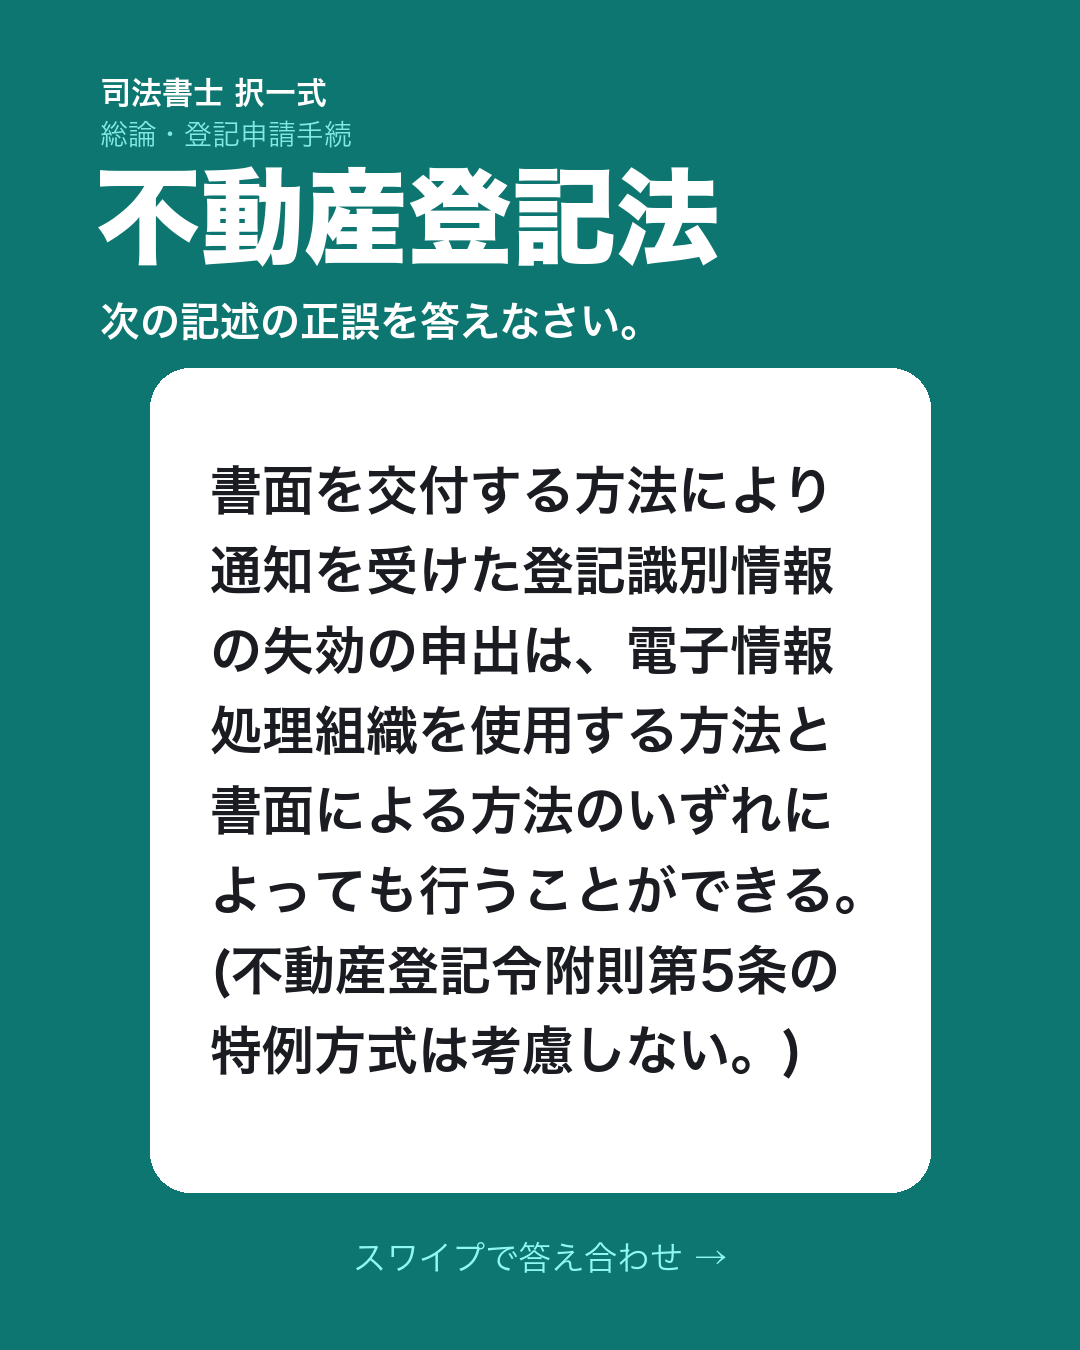 司法書士 択一式
総論・登記申請手続
不動産登記法
次の記述の正誤を答えなさい。
書面を交付する方法により
通知を受けた登記識別情報
の失効の申出は、電子情報
処理組織を使用する方法と
書面による方法のいずれに
よっても行うことができる。
(不動産登記令附則第5条の
特例方式は考慮しない。)
スワイプで答え合わせ →